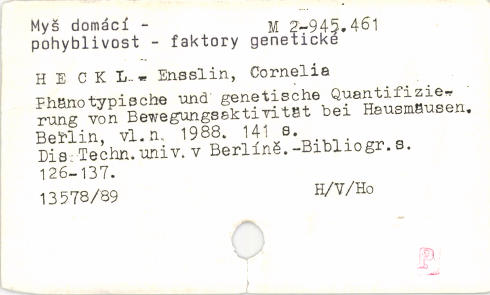 Myš domácí - M 2-945.461
pohyblivost - faktory genetické
H E C K L - Ensslin, Cornelia
Phänotypische und genetische Quantifizie-
rung von Bewegungsaktivität bei Hausmäusen.
Berlin, vl.n. 1988. 141 s.
Dis.Techn.univ. v Berlíně.-Bibliogr.s.
126-137.
13578/89 H/V/Ho
P